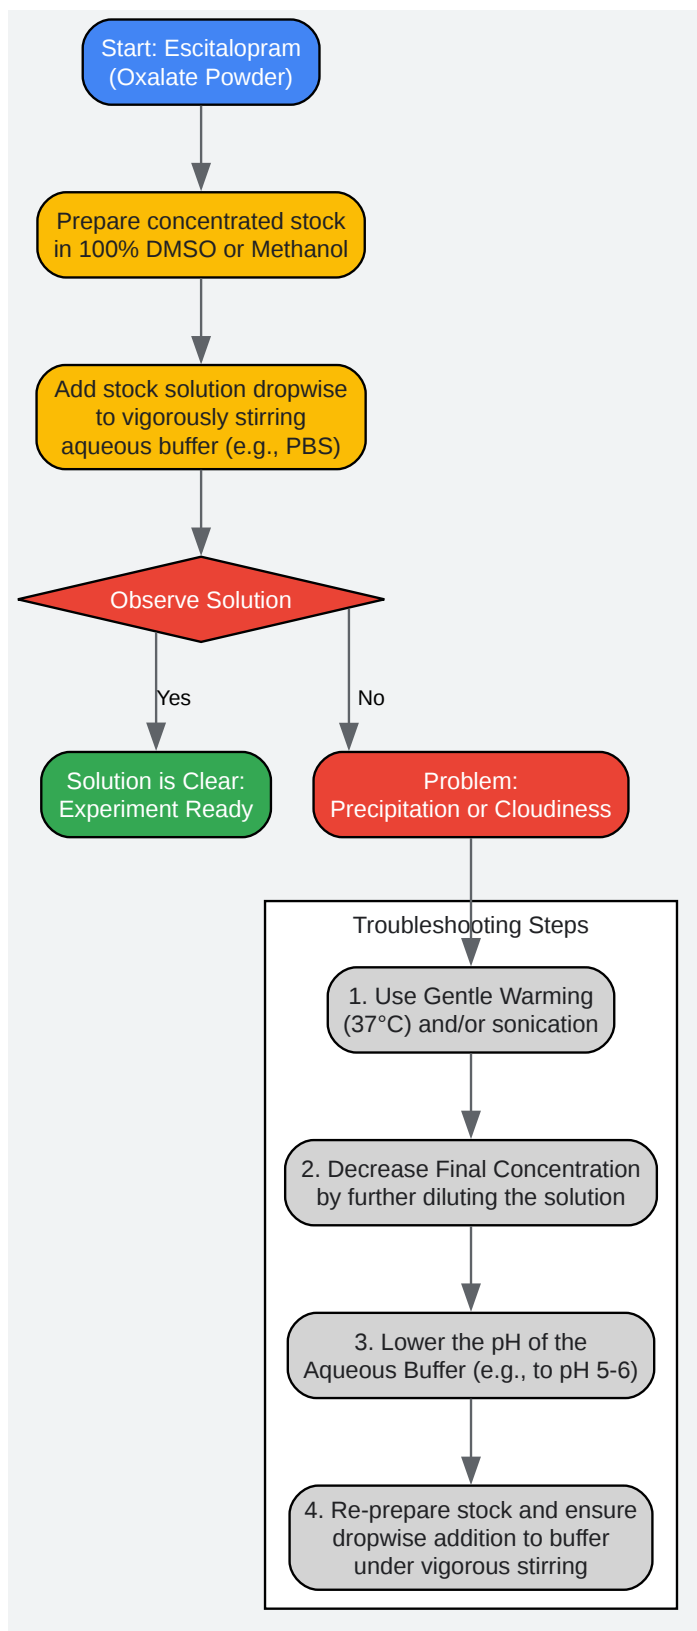 Start: Escitalopram
(Oxalate Powder)
Prepare concentrated stock
in 100% DMSO or Methanol
Add stock solution dropwise
to vigorously stirring
aqueous buffer (e.g., PBS)
Observe Solution
Yes
No
Solution is Clear:
Experiment Ready
Problem:
Precipitation or Cloudiness
Troubleshooting Steps
1. Use Gentle Warming
(37°C) and/or sonication
2. Decrease Final Concentration
by further diluting the solution
3. Lower the pH of the
Aqueous Buffer (e.g., to pH 5-6)
4. Re-prepare stock and ensure
dropwise addition to buffer
under vigorous stirring